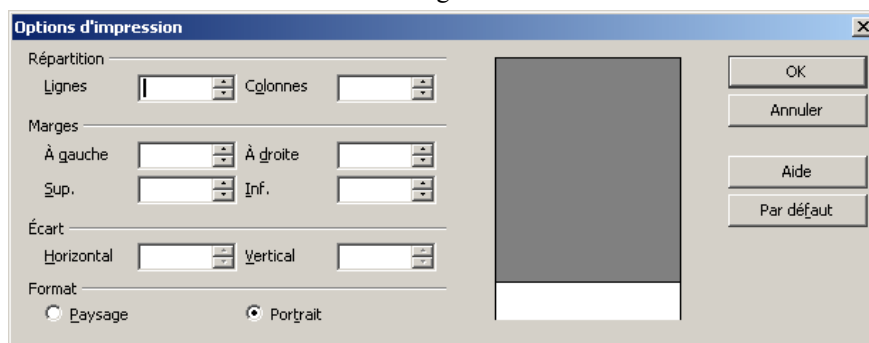 Options d'impression
Répartition
Lignes Colonnes
OK
Annuler
Marges
À gauche À droite
Sup. Inf.
Aide
Par défaut
Écart
Horizontal Vertical
Format
Paysage Portrait